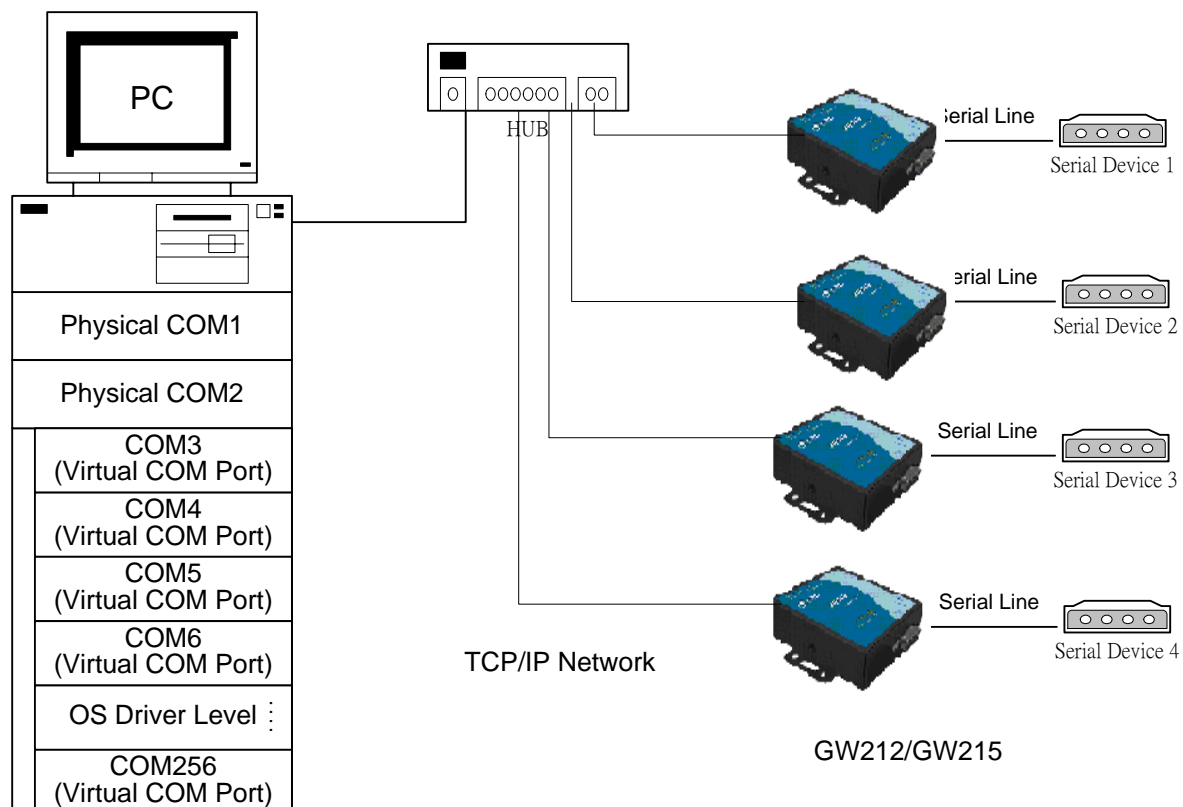 PC
HUB
Physical COM1
Physical COM2
COM3
(Virtual COM Port)
COM4
(Virtual COM Port)
COM5
(Virtual COM Port)
COM6
(Virtual COM Port)
OS Driver Level
COM256
(Virtual COM Port)
TCP/IP Network
Serial Line
Serial Device 1
erial Line
Serial Device 2
Serial Line
Serial Device 3
Serial Line
Serial Device 4
GW212/GW215